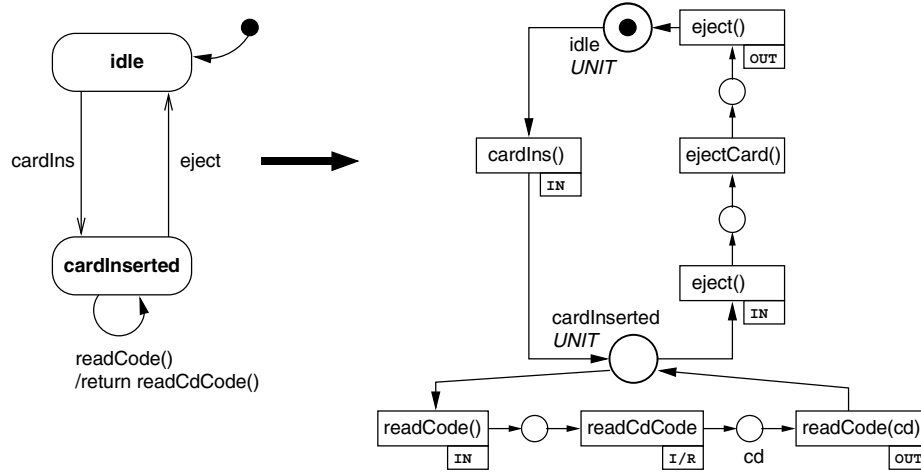 idle
cardIns
eject
cardInserted
readCode()
/return readCdCode()
idle
UNIT
eject()
OUT
cardIns()
IN
ejectCard()
eject()
IN
cardInserted
UNIT
readCode()
IN
readCdCode
I/R
cd
readCode(cd)
OUT